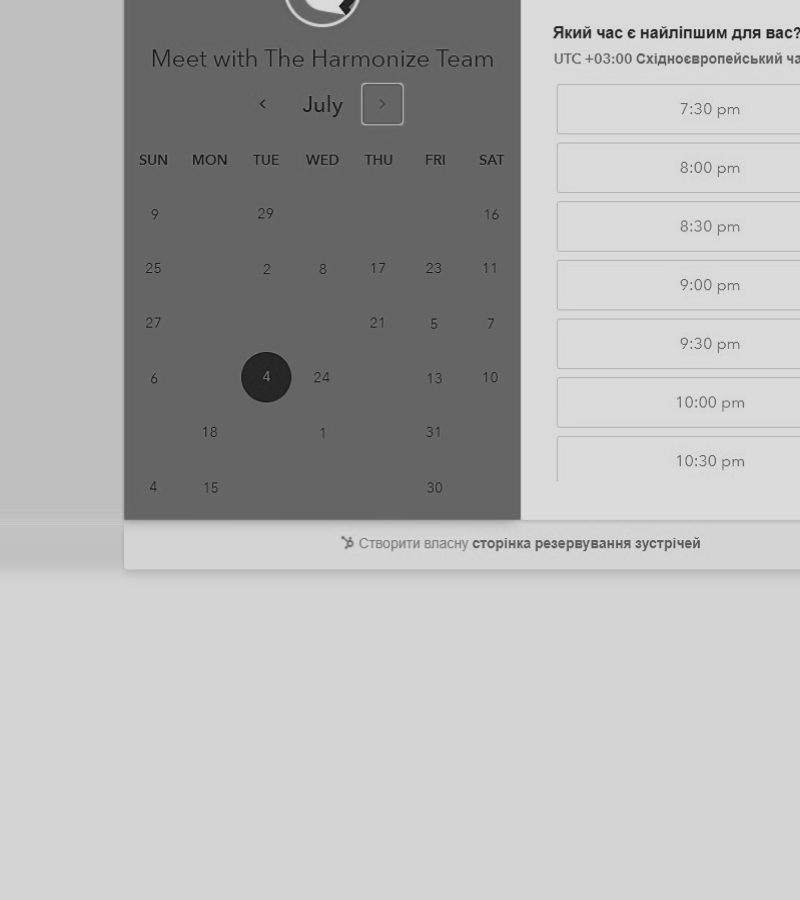 Meet with The Harmonize Team
July
SUN MON TUE WED THU FRI SAT
9 29 16
25 2 8 17 23 11
27 21 5 7
6 4 24 13 10
18 1 31
4 15 30
Який час є найліпшим для вас?
UTC +03:00 Східноєвропейський ча
7:30 pm
8:00 pm
8:30 pm
9:00 pm
9:30 pm
10:00 pm
10:30 pm
Створити власну сторінка резервування зустрічей